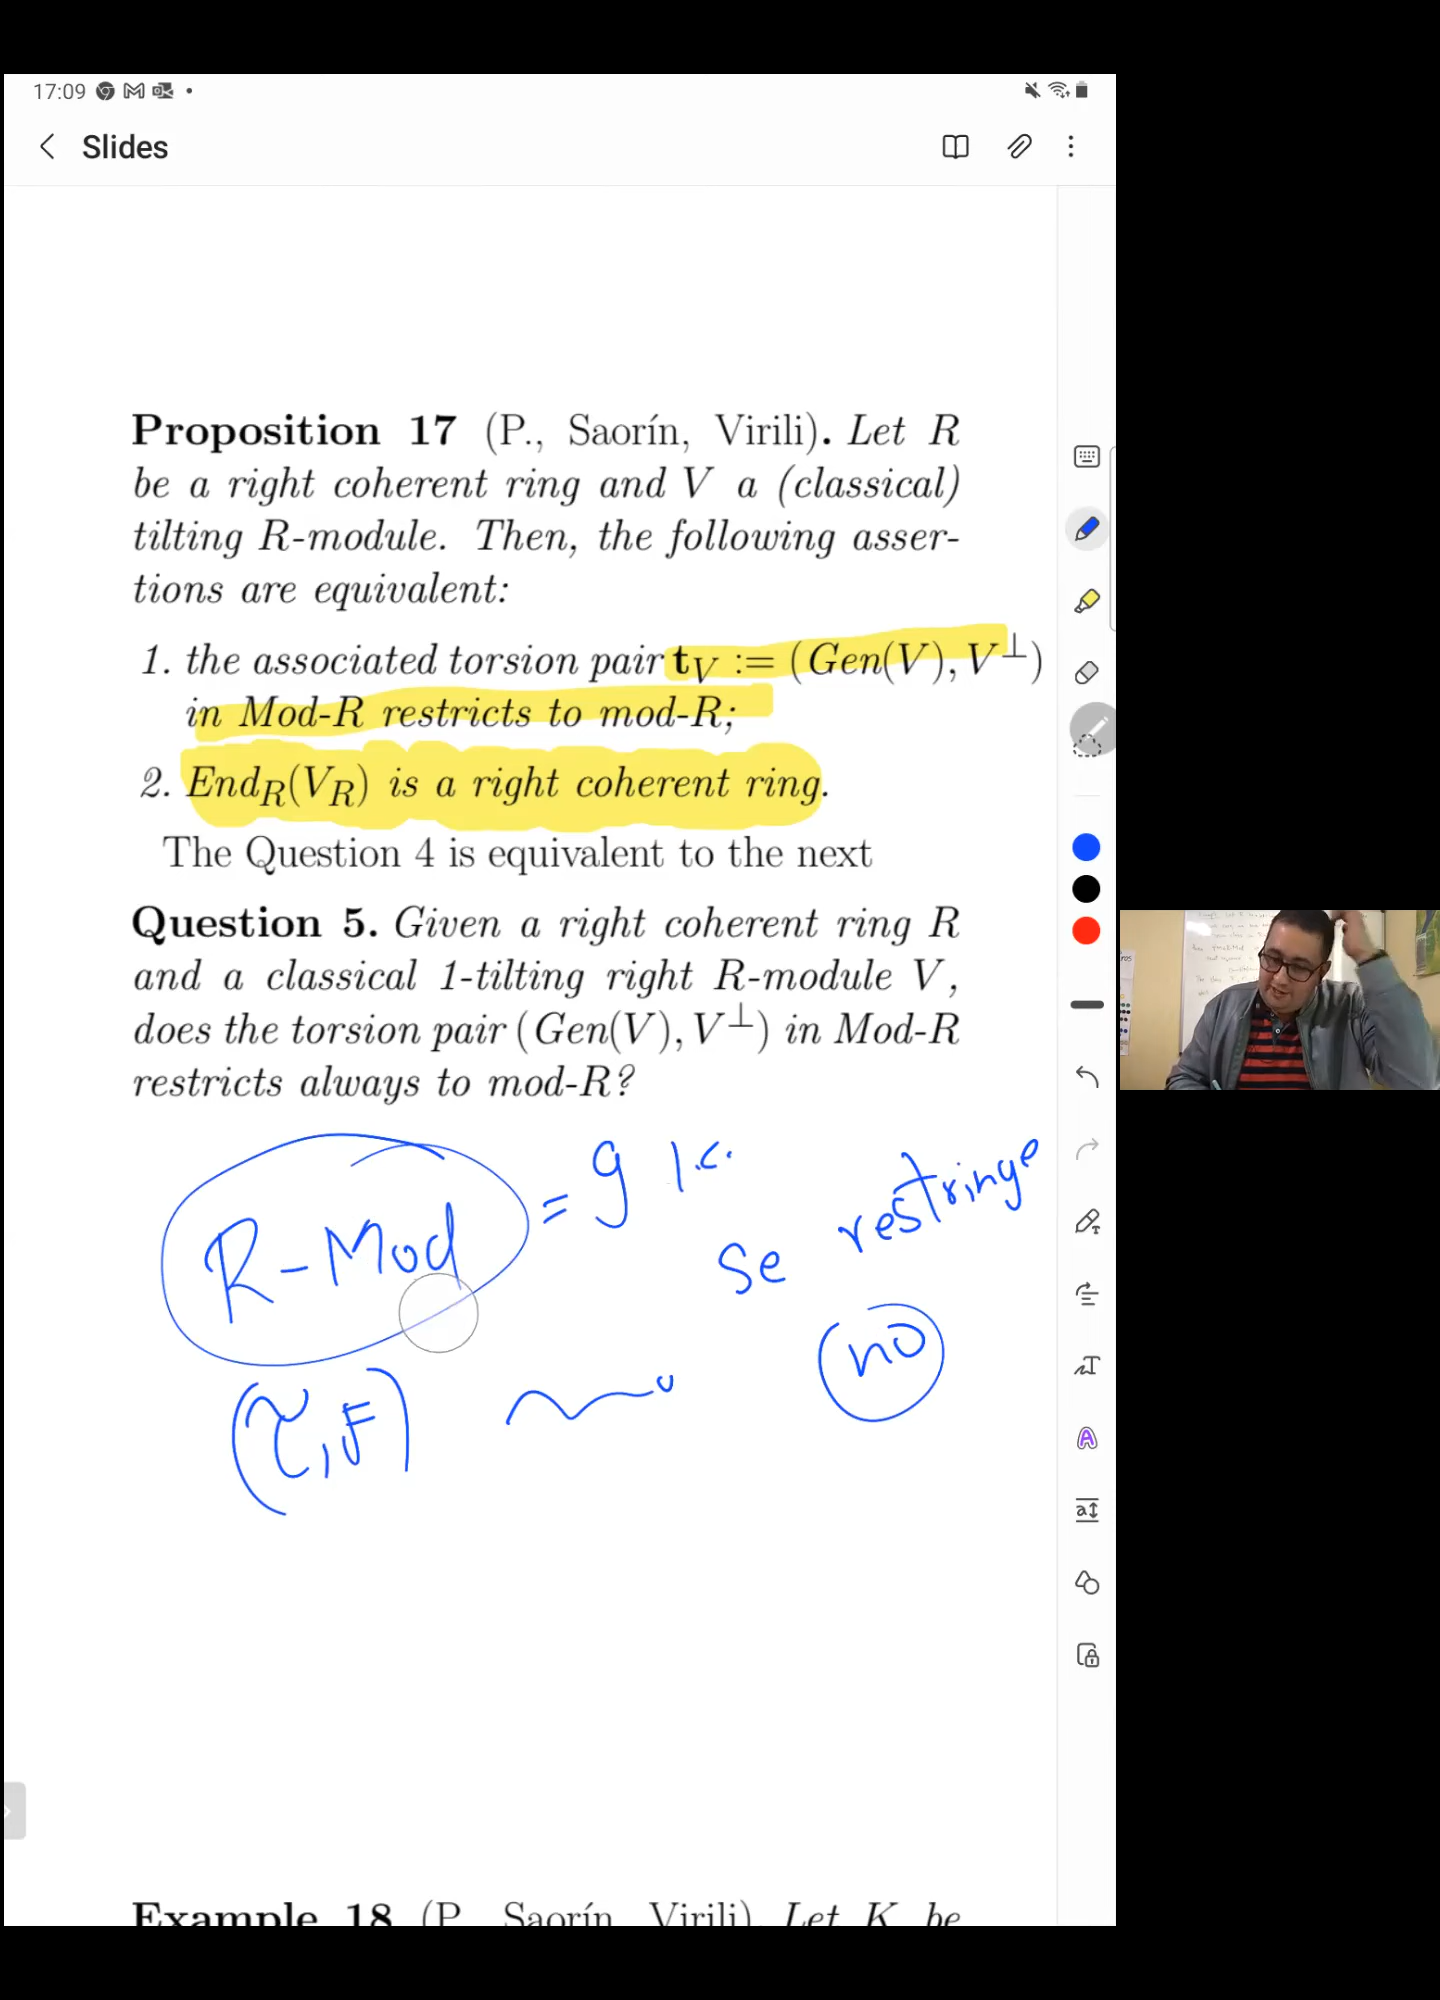 17:09
Slides
Proposition 17 (P., Saorín, Virili). Let R
be a right coherent ring and V a (classical)
tilting R-module. Then, the following asser-
tions are equivalent:
1. the associated torsion pair t_V := (Gen(V), V^⊥)
in Mod-R restricts to mod-R;
2. End_R(V_R) is a right coherent ring.
The Question 4 is equivalent to the next
Question 5. Given a right coherent ring R
and a classical 1-tilting right R-module V,
does the torsion pair (Gen(V), V^⊥) in Mod-R
restricts always to mod-R?
R-Mod = g l.c.
se restringe
no
(τ, F)
Example 18 (P., Saorín, Virili). Let K be